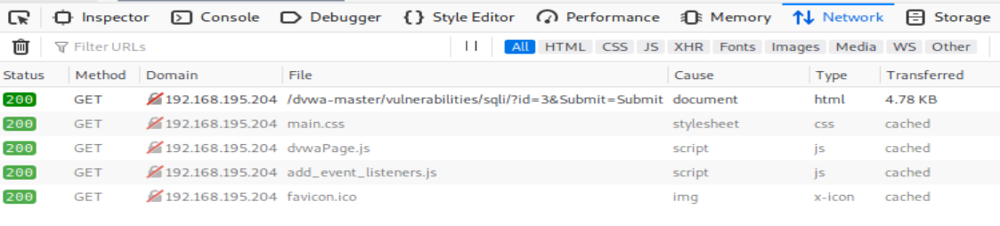 Inspector Console Debugger Style Editor Performance Memory Network Storage
Filter URLs All HTML CSS JS XHR Fonts Images Media WS Other
Status Method Domain File Cause Type Transferred
200 GET 192.168.195.204 /dvwa-master/vulnerabilities/sqli/?id=3&Submit=Submit document html 4.78 KB
200 GET 192.168.195.204 main.css stylesheet css cached
200 GET 192.168.195.204 dvwaPage.js script js cached
200 GET 192.168.195.204 add_event_listeners.js script js cached
200 GET 192.168.195.204 favicon.ico img x-icon cached